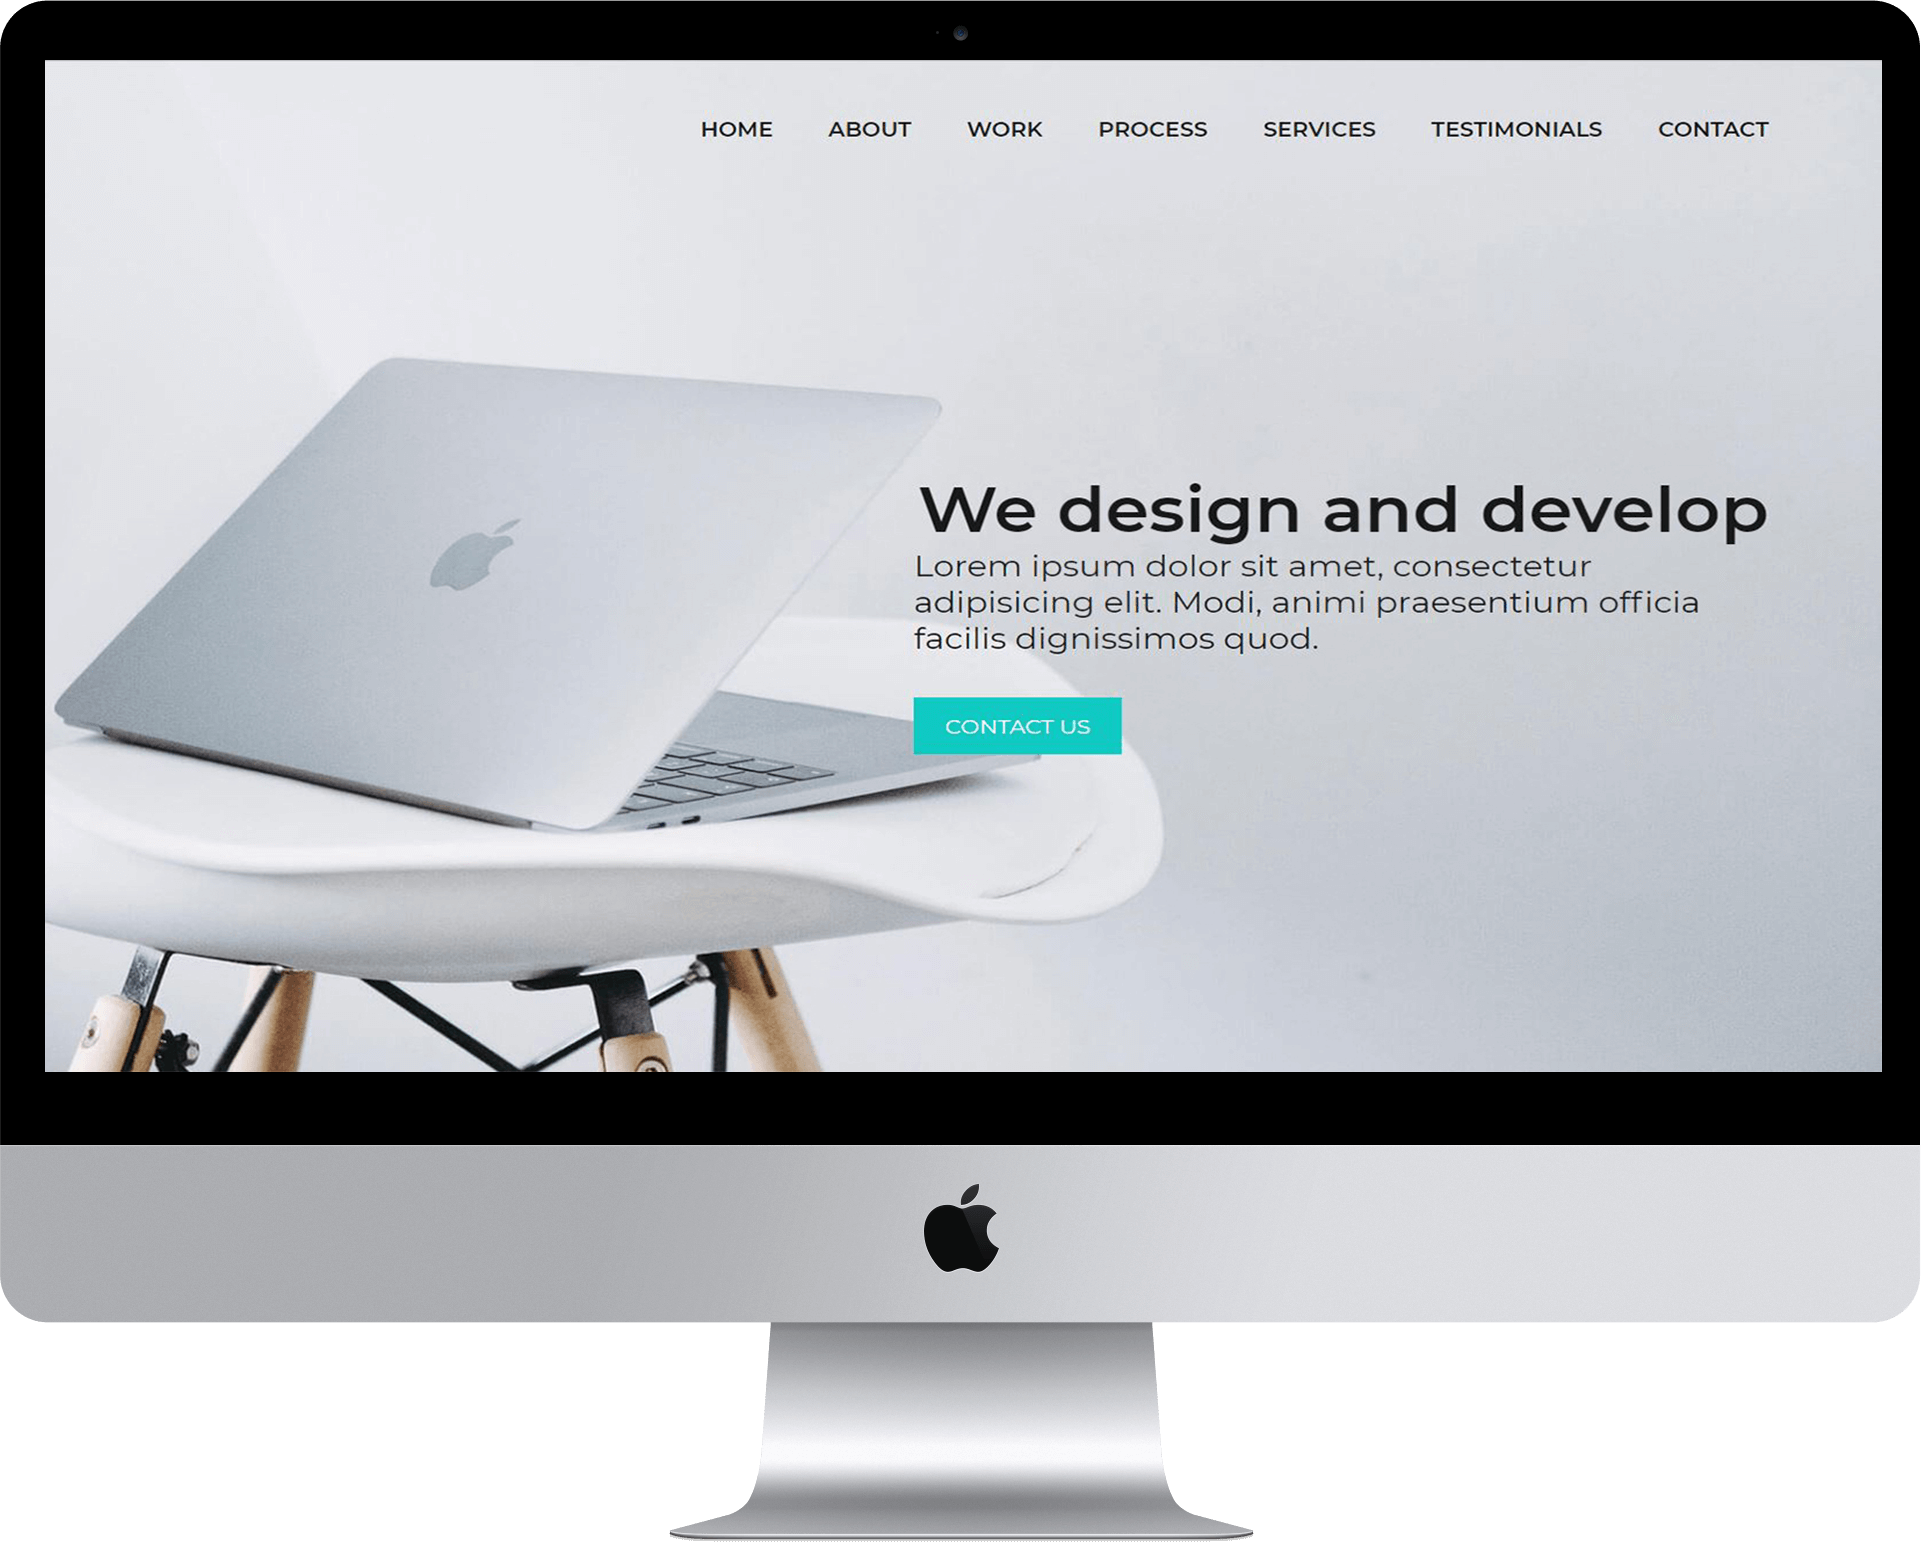 HOME ABOUT WORK PROCESS SERVICES TESTIMONIALS CONTACT
We design and develop
Lorem ipsum dolor sit amet, consectetur
adipisicing elit. Modi, animi praesentium officia
facilis dignissimos quod.
CONTACT US